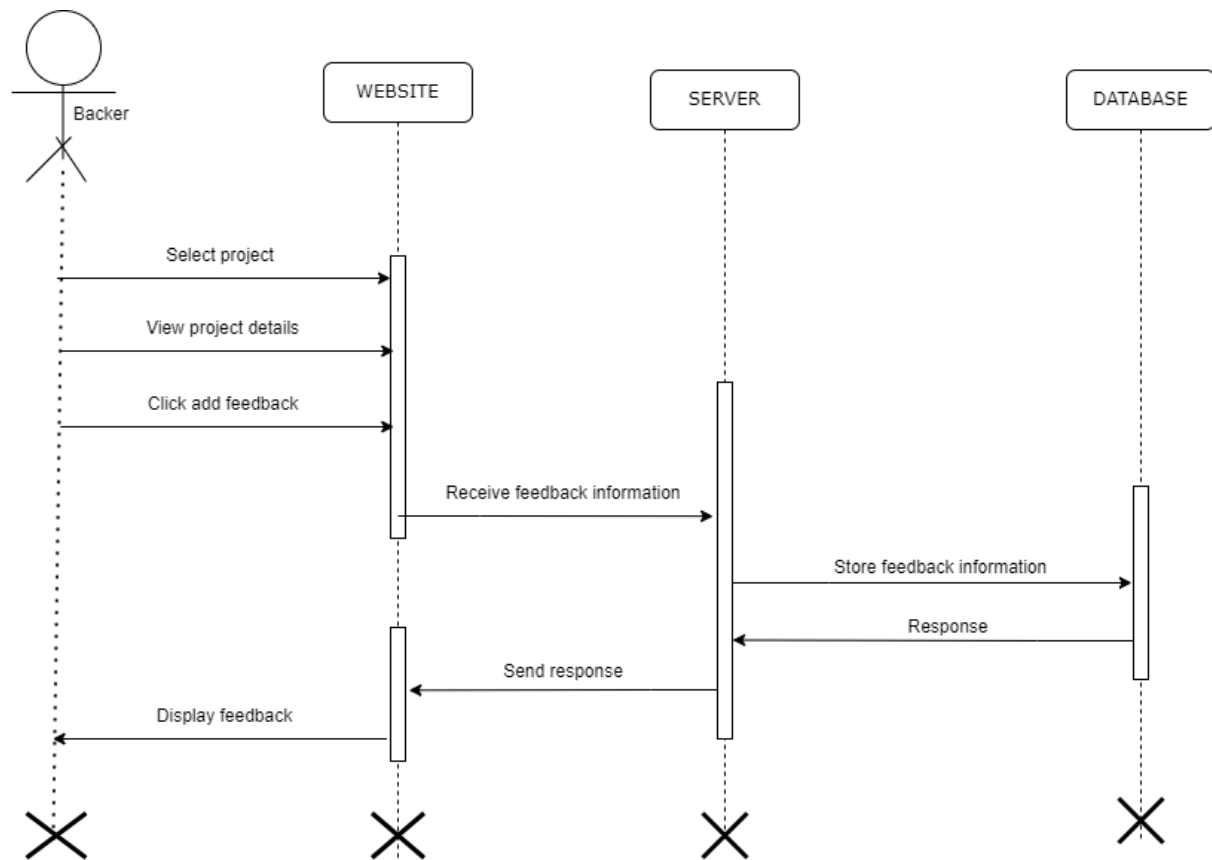 Backer
WEBSITE
SERVER
DATABASE
Select project
View project details
Click add feedback
Receive feedback information
Store feedback information
Response
Send response
Display feedback